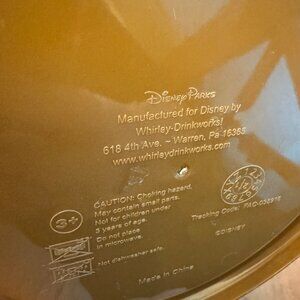 Disney Parks
Manufactured for Disney by
Whirley-Drinkworks!
618 4th Ave. – Warren, Pa 16365
www.whirleydrinkworks.com
CAUTION: Choking hazard.
May contain small parts.
Not for children under
3 years of age.
Do not place
in microwave.
Not dishwasher safe.
3+
Tracking Code:
©DISNEY
Made in China